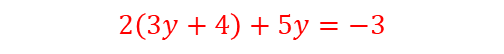 2(3𝑦 + 4) + 5𝑦 = −3